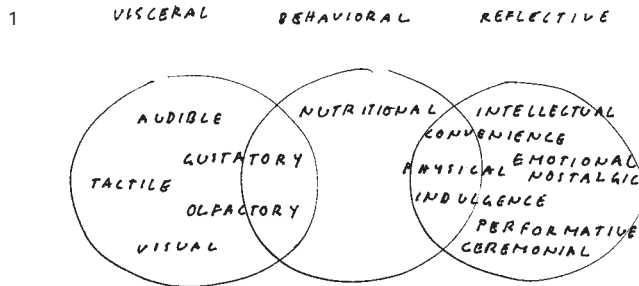 1
VISCERAL BEHAVIORAL REFLECTIVE
AUDIBLE
GUSTATORY
TACTILE
OLFACTORY
VISUAL
NUTRITIONAL
INTELLECTUAL
CONVENIENCE
PHYSICAL
EMOTIONAL
NOSTALGIC
INDULGENCE
PERFORMATIVE
CEREMONIAL